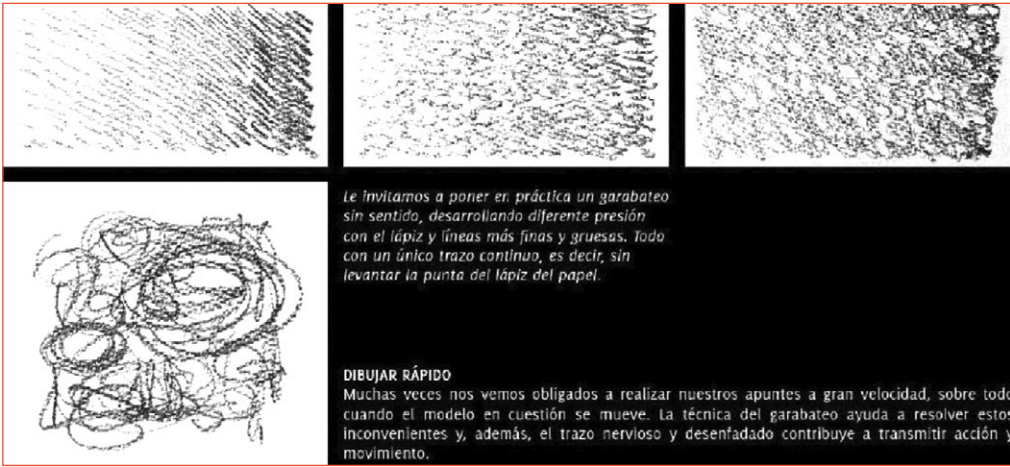 Le invitamos a poner en práctica un garabateo
sin sentido, desarrollando diferente presión
con el lápiz y líneas más finas y gruesas. Todo
con un único trazo continuo, es decir, sin
levantar la punta del lápiz del papel.
DIBUJAR RÁPIDO
Muchas veces nos vemos obligados a realizar nuestros apuntes a gran velocidad, sobre todo
cuando el modelo en cuestión se mueve. La técnica del garabateo ayuda a resolver estos
inconvenientes y, además, el trazo nervioso y desenfadado contribuye a transmitir acción y
movimiento.